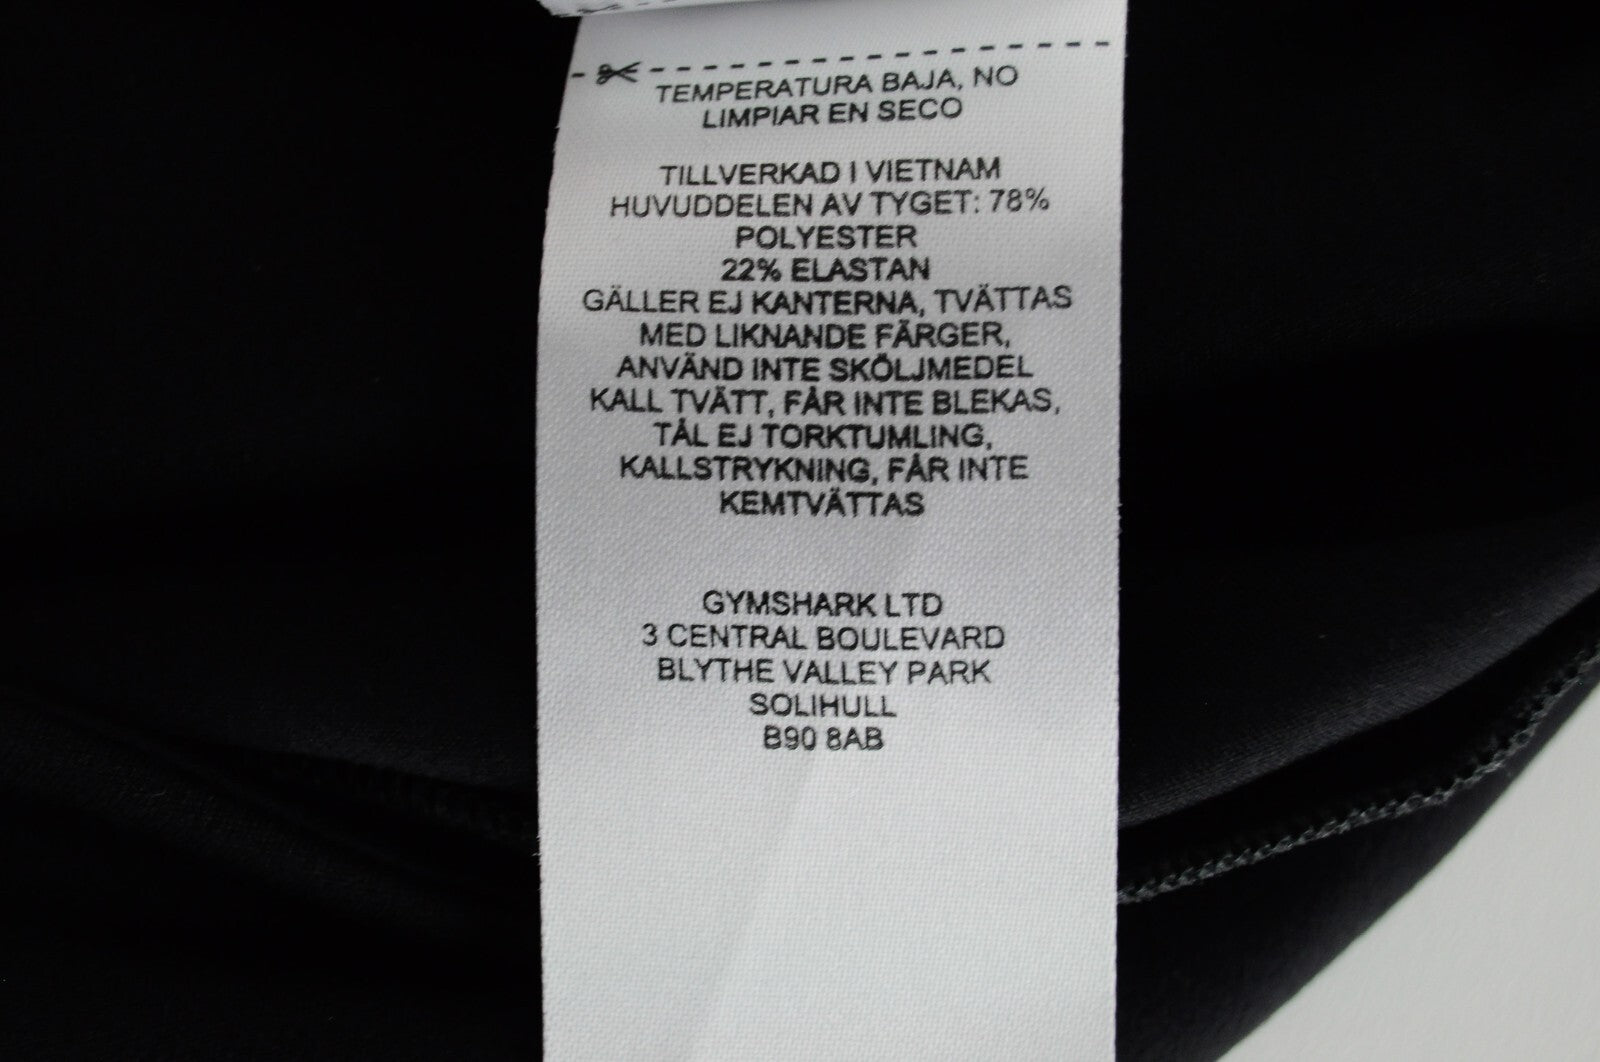 TEMPERATURA BAJA, NO
LIMPIAR EN SECO
TILLVERKAD I VIETNAM
HUVUDDELEN AV TYGET: 78%
POLYESTER
22% ELASTAN
GÄLLER EJ KANTERNA, TVÄTTAS
MED LIKNANDE FÄRGER,
ANVÄND INTE SKÖLJMEDEL
KALL TVÄTT, FÅR INTE BLEKAS,
TÅL EJ TORKTUMLING,
KALLSTRYKNING, FÅR INTE
KEMTVÄTTAS
GYMSHARK LTD
3 CENTRAL BOULEVARD
BLYTHE VALLEY PARK
SOLIHULL
B90 8AB